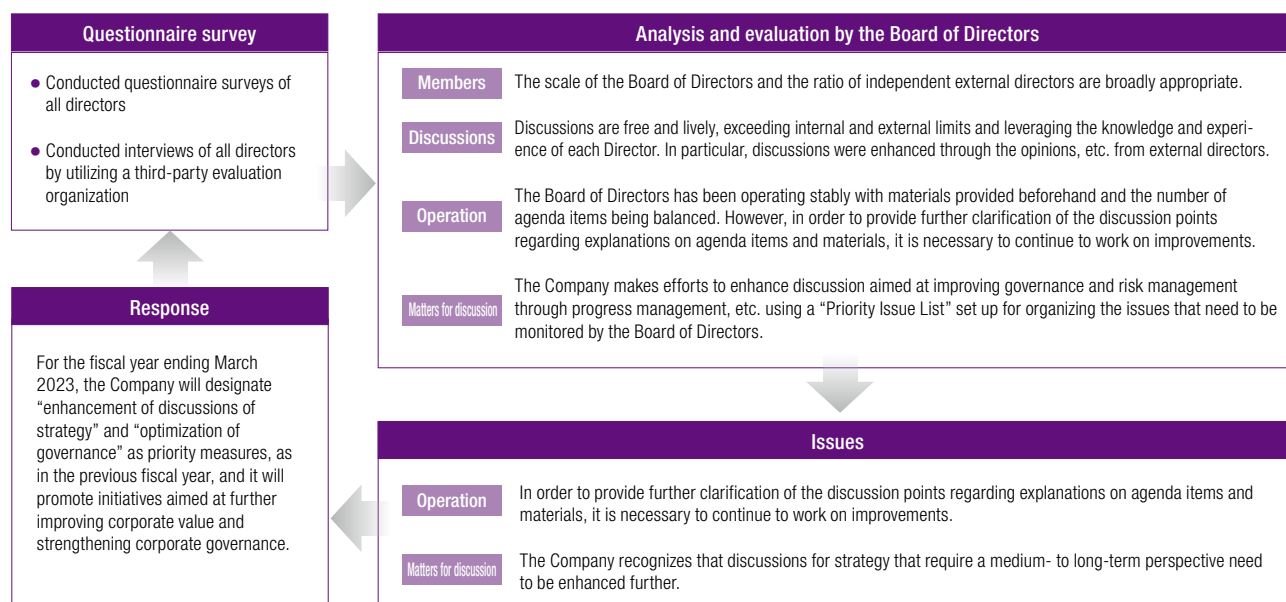 Questionnaire survey
● Conducted questionnaire surveys of
all directors
● Conducted interviews of all directors
by utilizing a third-party evaluation
organization
Analysis and evaluation by the Board of Directors
Members
The scale of the Board of Directors and the ratio of independent external directors are broadly appropriate.
Discussions
Discussions are free and lively, exceeding internal and external limits and leveraging the knowledge and experi-
ence of each Director. In particular, discussions were enhanced through the opinions, etc. from external directors.
Operation
The Board of Directors has been operating stably with materials provided beforehand and the number of
agenda items being balanced. However, in order to provide further clarification of the discussion points
regarding explanations on agenda items and materials, it is necessary to continue to work on improvements.
Matters for discussion
The Company makes efforts to enhance discussion aimed at improving governance and risk management
through progress management, etc. using a “Priority Issue List” set up for organizing the issues that need to be
monitored by the Board of Directors.
Issues
Operation
In order to provide further clarification of the discussion points regarding explanations on agenda items and
materials, it is necessary to continue to work on improvements.
Matters for discussion
The Company recognizes that discussions for strategy that require a medium- to long-term perspective need
to be enhanced further.
Response
For the fiscal year ending March
2023, the Company will designate
“enhancement of discussions of
strategy” and “optimization of
governance” as priority measures, as
in the previous fiscal year, and it will
promote initiatives aimed at further
improving corporate value and
strengthening corporate governance.